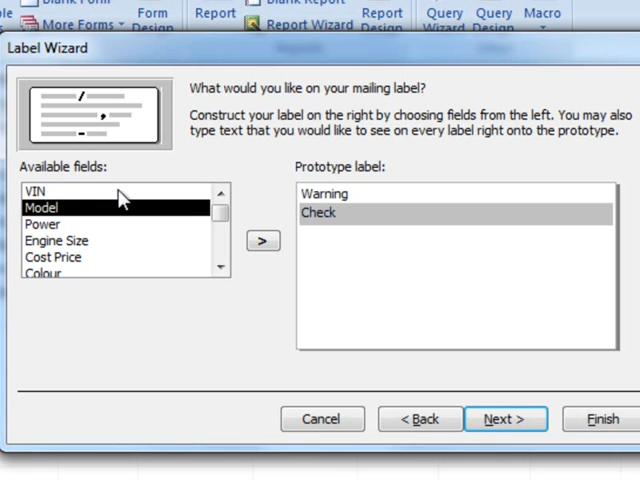 Blank Form
Blank Report
More Forms
Form
Design
Report
Report Wizard
Report
Design
Query
Wizard
Query
Design
Macro
Label Wizard
What would you like on your mailing label?
Construct your label on the right by choosing fields from the left. You may also
type text that you would like to see on every label right onto the prototype.
Available fields:
Prototype label:
VIN
Model
Power
Engine Size
Cost Price
Colour
>
Warning
Check
Cancel
< Back
Next >
Finish